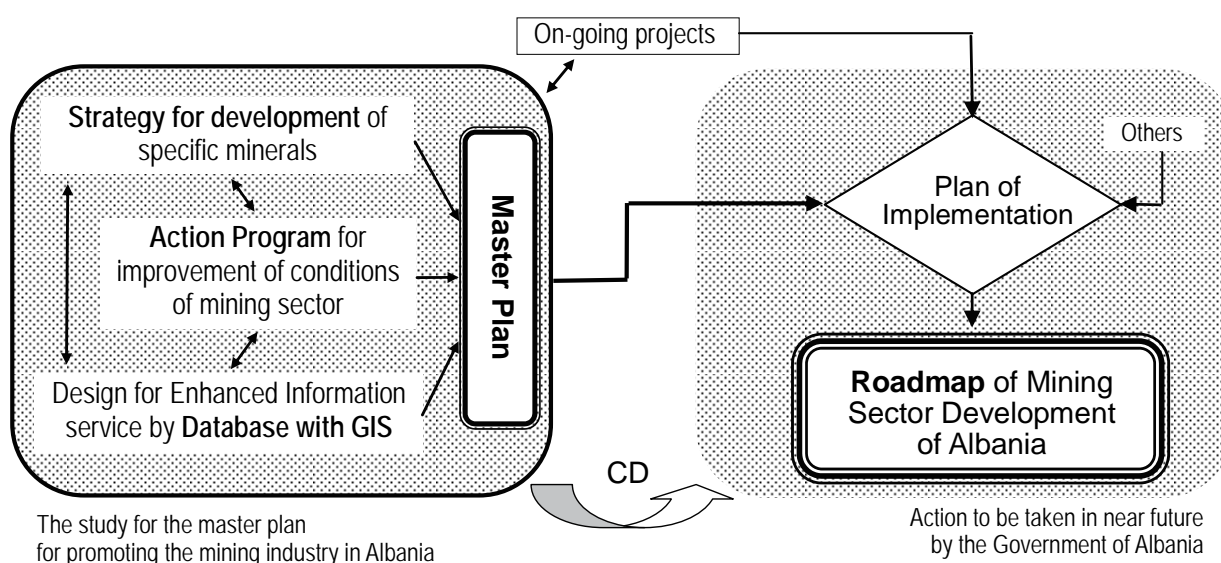 On-going projects
Strategy for development of
specific minerals
Action Program for
improvement of conditions
of mining sector
Design for Enhanced Information
service by Database with GIS
Master Plan
Others
Plan of
Implementation
Roadmap of Mining
Sector Development
of Albania
CD
The study for the master plan
for promoting the mining industry in Albania
Action to be taken in near future
by the Government of Albania